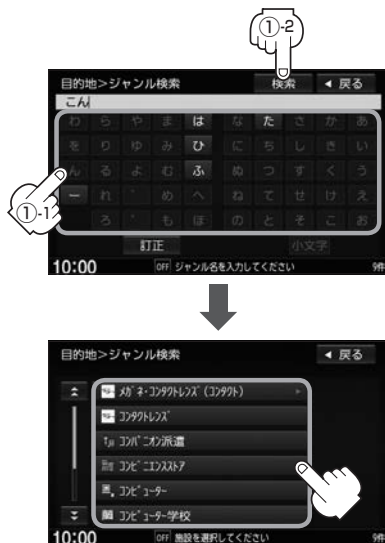 ①-2
目的地>ジャンル検索 検索 ◀ 戻る
こん
わ ら や ま は な た さ か あ
を り ゆ み ひ に ち し き い
ん る よ む ふ ぬ つ す く う
ー れ ゛ め へ ね て せ け え
ろ ゜ も ほ の と そ こ お
①-1
訂正 小文字
10:00 OFF ジャンル名を入力してください 9件
目的地>ジャンル検索 ◀ 戻る
メガネ・コンタクトレンズ(コンタクト)
コンタクトレンズ
コンパニオン派遣
コンビニエンスストア
コンピューター
コンピューター学校
10:00 OFF 施設を選択してください 9件